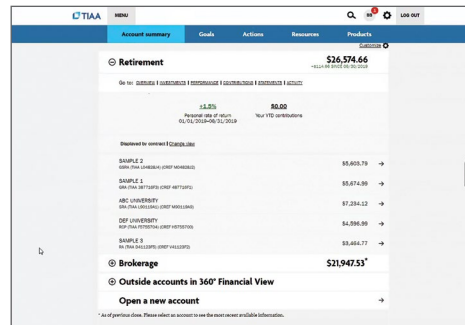 TIAA
MENU
LOG OUT
Account summary
Goals
Actions
Resources
Products
Customize
Retirement
$26,574.66
Go to: OVERVIEW | INVESTMENTS | PERFORMANCE | CONTRIBUTIONS | STATEMENTS | ACTIVITY
+1.5%
$0.00
Personal rate of return
Your YTD contributions
01/01/2019-08/31/2019
Displayed by contract | Change view
SAMPLE 2
$5,603.79
SAMPLE 1
$5,674.99
ABC UNIVERSITY
$7,234.12
DEF UNIVERSITY
$4,596.99
SAMPLE 3
$3,464.77
Brokerage
$21,947.53*
Outside accounts in 360° Financial View
Open a new account
* As of previous close. Please select an account to see the most recent available information.